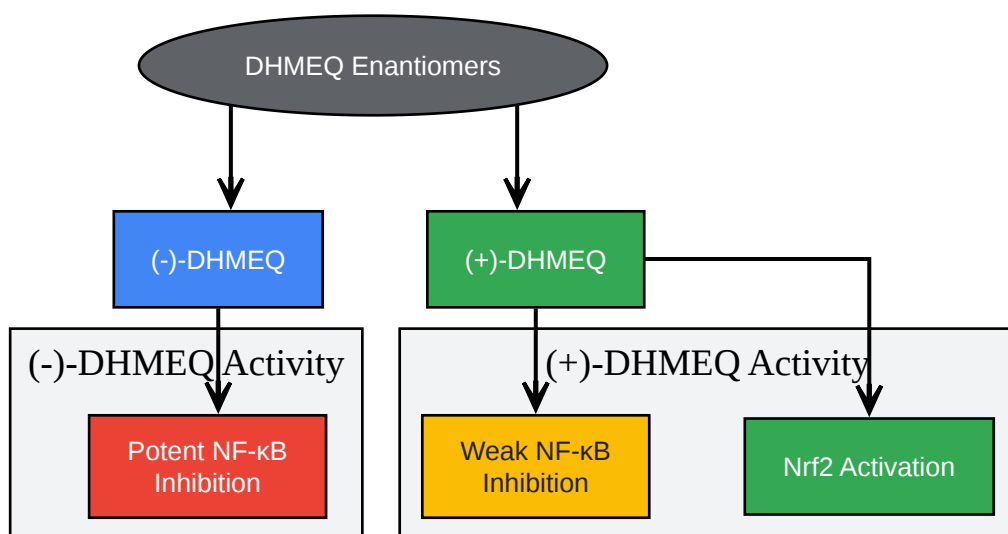 DHMEQ Enantiomers
(-)-DHMEQ
(+)-DHMEQ
(-)-DHMEQ Activity
(+)-DHMEQ Activity
Potent NF-κB
Inhibition
Weak NF-κB
Inhibition
Nrf2 Activation